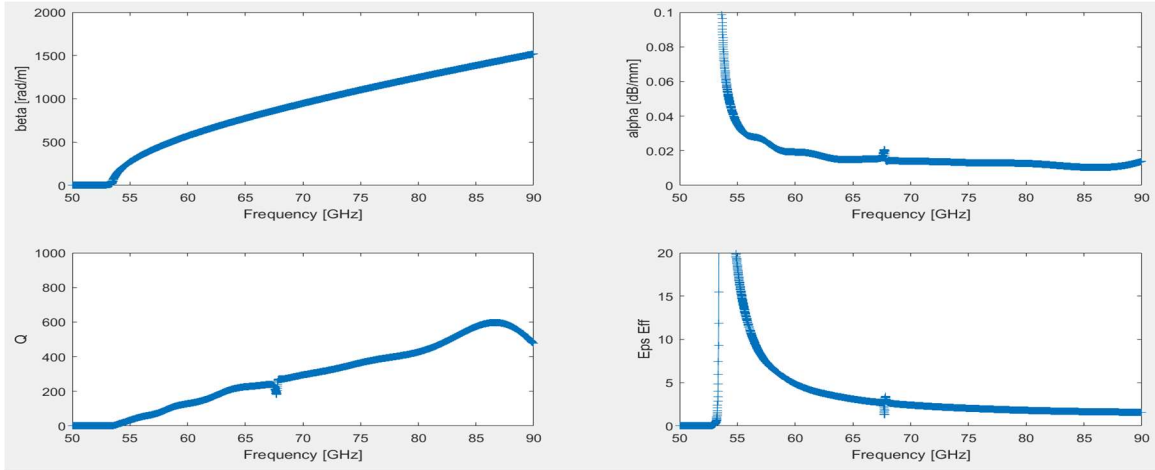 2000
1500
1000
500
0
beta [rad/m]
50 55 60 65 70 75 80 85 90
Frequency [GHz]
0.1
0.08
0.06
0.04
0.02
0
alpha [dB/mm]
50 55 60 65 70 75 80 85 90
Frequency [GHz]
1000
800
600
400
200
0
Q
50 55 60 65 70 75 80 85 90
Frequency [GHz]
20
15
10
5
0
Eps Eff
50 55 60 65 70 75 80 85 90
Frequency [GHz]